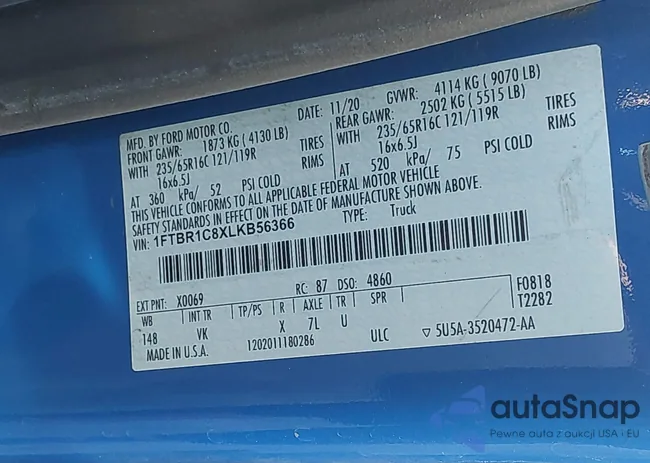 MFD. BY FORD MOTOR CO.
DATE: 11/20 GVWR: 4114 KG ( 9070 LB)
FRONT GAWR: 1873 KG ( 4130 LB) REAR GAWR: 2502 KG ( 5515 LB)
WITH 235/65R16C 121/119R TIRES WITH 235/65R16C 121/119R TIRES
16x6.5J RIMS 16x6.5J RIMS
AT 360 kPa/ 52 PSI COLD AT 520 kPa/ 75 PSI COLD
THIS VEHICLE CONFORMS TO ALL APPLICABLE FEDERAL MOTOR VEHICLE
SAFETY STANDARDS IN EFFECT ON THE DATE OF MANUFACTURE SHOWN ABOVE.
VIN: 1FTBR1C8XLKB56366 TYPE: Truck
EXT PNT: X0069 RC: 87 DSO: 4860 F0818
WB INT TR TP/PS R AXLE TR SPR T2282
148 VK X 7L U
MADE IN U.S.A. 1202011180286 ULC ▽ 5U5A-3520472-AA
autaSnap
Pewne auta z aukcji USA i EU